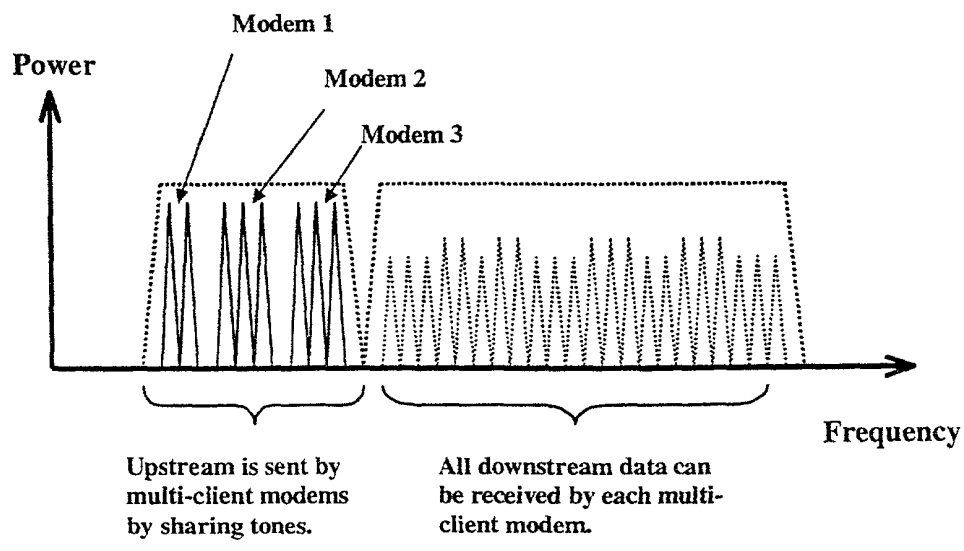 Modem 1
Power
Modem 2
Modem 3
Frequency
Upstream is sent by
multi-client modems
by sharing tones.
All downstream data can
be received by each multi-
client modem.